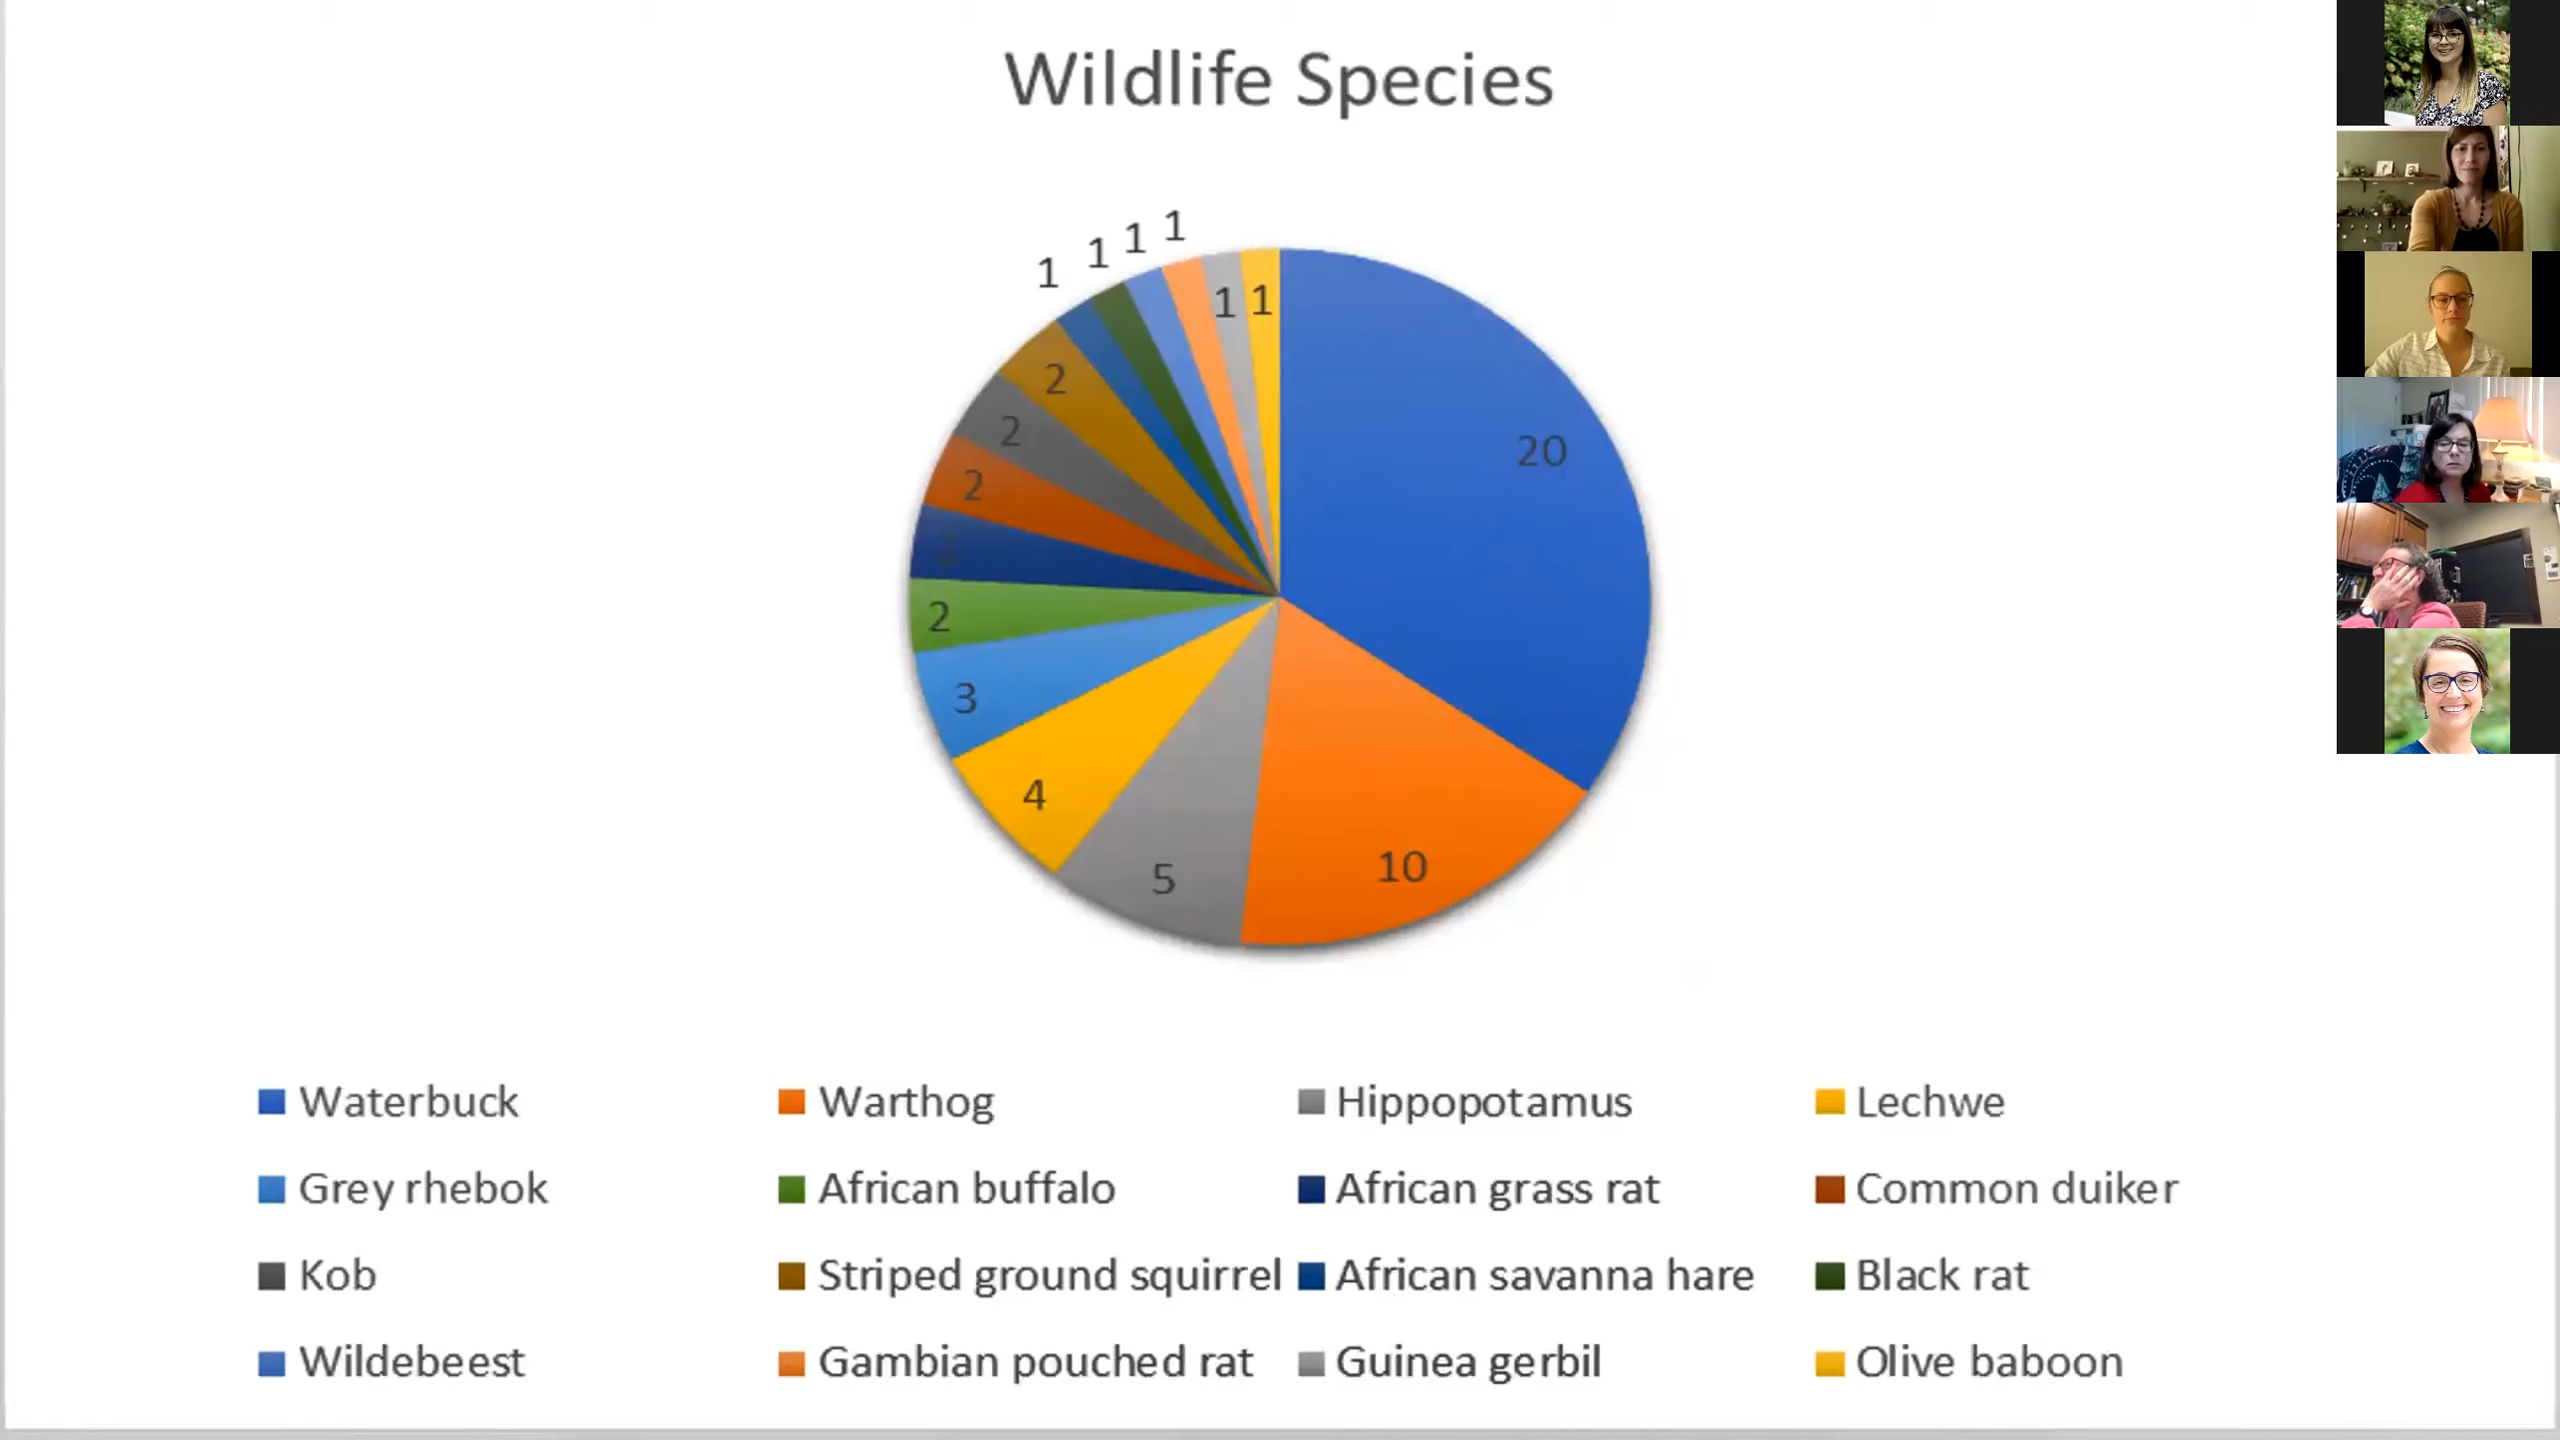 Wildlife Species
1
1
1
1
1
1
20
2
2
2
2
3
4
5
10
Waterbuck
Warthog
Hippopotamus
Lechwe
Grey rhebok
African buffalo
African grass rat
Common duiker
Kob
Striped ground squirrel
African savanna hare
Black rat
Wildebeest
Gambian pouched rat
Guinea gerbil
Olive baboon